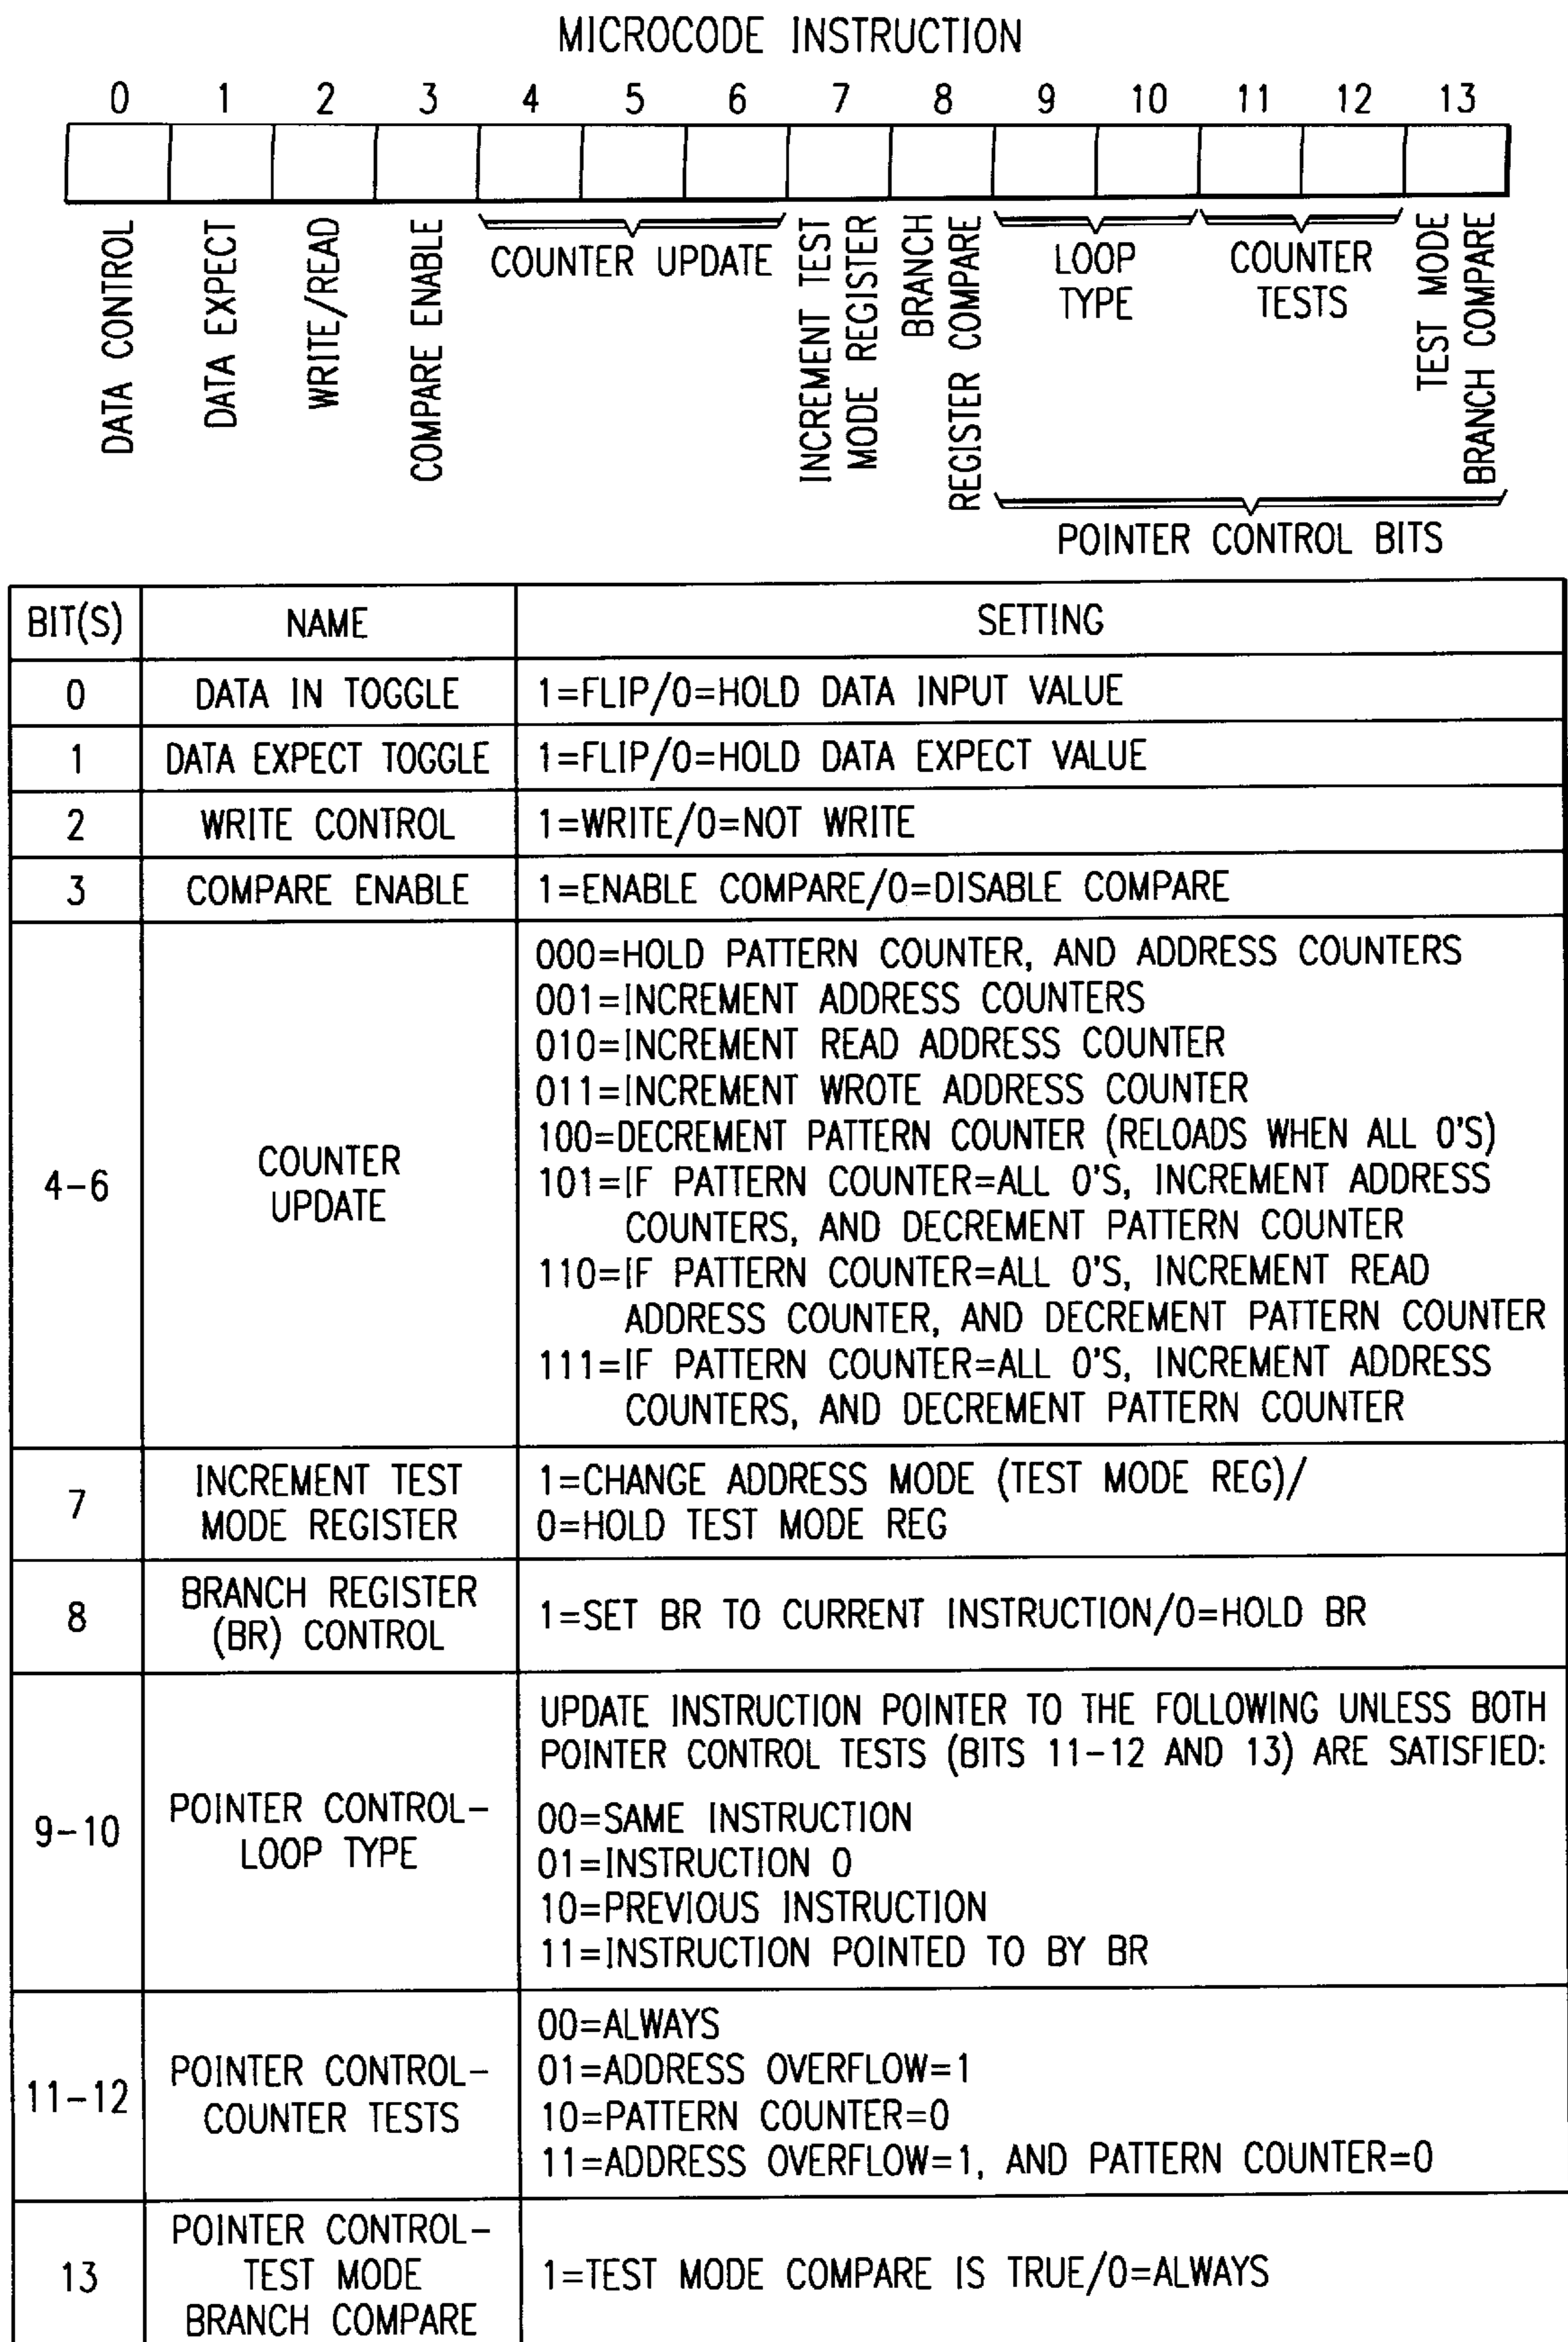 MICROCODE INSTRUCTION
0 1 2 3 4 5 6 7 8 9 10 11 12 13
DATA CONTROL
DATA EXPECT
WRITE/READ
COMPARE ENABLE
COUNTER UPDATE
INCREMENT TEST
MODE REGISTER
BRANCH
REGISTER COMPARE
LOOP
TYPE
COUNTER
TESTS
TEST MODE
BRANCH COMPARE
POINTER CONTROL BITS
BIT(S) NAME SETTING
0 DATA IN TOGGLE 1=FLIP/0=HOLD DATA INPUT VALUE
1 DATA EXPECT TOGGLE 1=FLIP/0=HOLD DATA EXPECT VALUE
2 WRITE CONTROL 1=WRITE/0=NOT WRITE
3 COMPARE ENABLE 1=ENABLE COMPARE/0=DISABLE COMPARE
4-6
COUNTER
UPDATE
000=HOLD PATTERN COUNTER, AND ADDRESS COUNTERS
001=INCREMENT ADDRESS COUNTERS
010=INCREMENT READ ADDRESS COUNTER
011=INCREMENT WROTE ADDRESS COUNTER
100=DECREMENT PATTERN COUNTER (RELOADS WHEN ALL 0'S)
101=IF PATTERN COUNTER=ALL 0'S, INCREMENT ADDRESS
COUNTERS, AND DECREMENT PATTERN COUNTER
110=IF PATTERN COUNTER=ALL 0'S, INCREMENT READ
ADDRESS COUNTER, AND DECREMENT PATTERN COUNTER
111=IF PATTERN COUNTER=ALL 0'S, INCREMENT ADDRESS
COUNTERS, AND DECREMENT PATTERN COUNTER
7
INCREMENT TEST
MODE REGISTER
1=CHANGE ADDRESS MODE (TEST MODE REG)/
0=HOLD TEST MODE REG
8
BRANCH REGISTER
(BR) CONTROL
1=SET BR TO CURRENT INSTRUCTION/0=HOLD BR
9-10
POINTER CONTROL-
LOOP TYPE
UPDATE INSTRUCTION POINTER TO THE FOLLOWING UNLESS BOTH
POINTER CONTROL TESTS (BITS 11-12 AND 13) ARE SATISFIED:
00=SAME INSTRUCTION
01=INSTRUCTION 0
10=PREVIOUS INSTRUCTION
11=INSTRUCTION POINTED TO BY BR
11-12
POINTER CONTROL-
COUNTER TESTS
00=ALWAYS
01=ADDRESS OVERFLOW=1
10=PATTERN COUNTER=0
11=ADDRESS OVERFLOW=1, AND PATTERN COUNTER=0
13
POINTER CONTROL-
TEST MODE
BRANCH COMPARE
1=TEST MODE COMPARE IS TRUE/0=ALWAYS